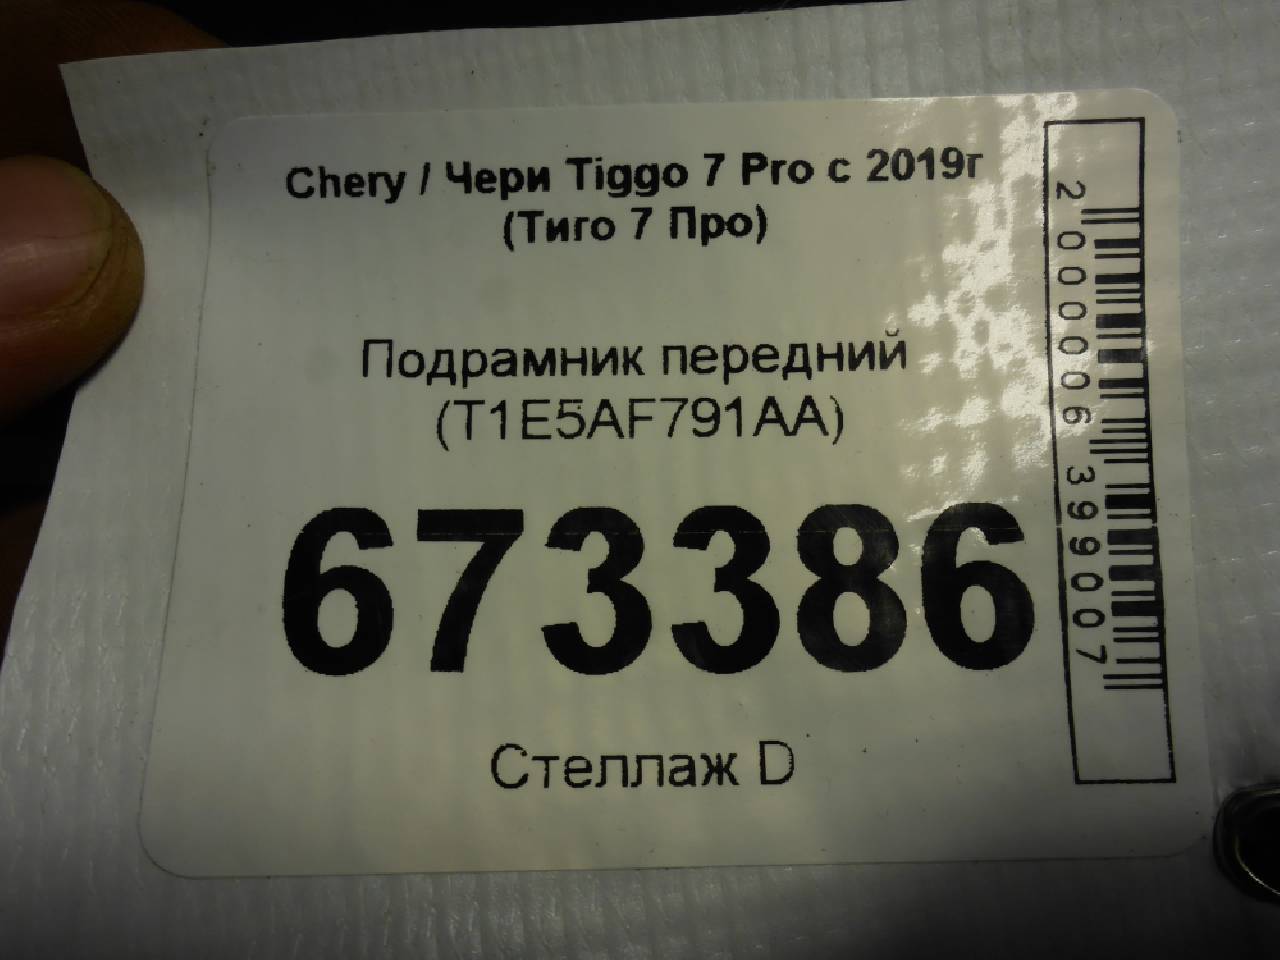 Chery / Чери Tiggo 7 Pro с 2019г
(Тиго 7 Про)
Подрамник передний
(T1E5AF791AA)
673386
Стеллаж D
2000006399007